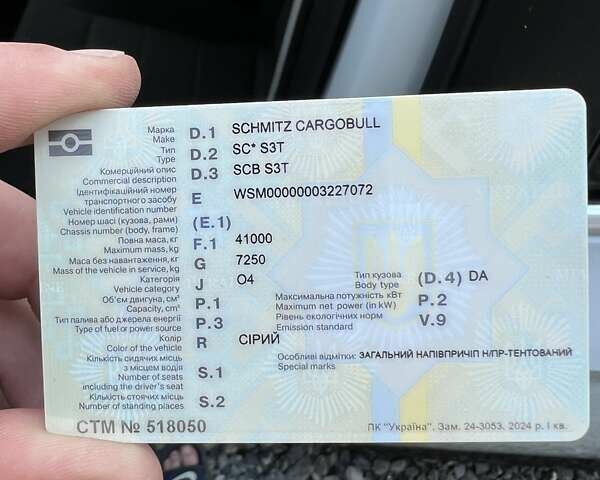 Марка D.1 SCHMITZ CARGOBULL
Make
Тип D.2 SC* S3T
Type
Комерційний опис D.3 SCB S3T
Commercial description
Ідентифікаційний номер
транспортного засобу E WSM00000003227072
Vehicle identification number
Номер шасі (кузова, рами) (E.1)
Chassis number (body, frame)
Повна маса, кг F.1 41000
Maximum mass, kg
Маса без навантаження, кг G 7250
Mass of the vehicle in service, kg
Категорія J O4 Тип кузова (D.4) DA
Vehicle category Body type
Об'єм двигуна, см³ P.1 Максимальна потужність кВт P.2
Capacity, cm³ Maximum net power (in kW)
Тип палива або джерела енергії P.3 Рівень екологічних норм V.9
Type of fuel or power source Emission standard
Колір R СІРИЙ
Color of the vehicle
Кількість сидячих місць Особливі відмітки: ЗАГАЛЬНИЙ НАПІВПРИЧІП Н/ПР-ТЕНТОВАНИЙ
з місцем водія S.1 Special marks
Number of seats
including the driver's seat
Кількість стоячих місць S.2
Number of standing places
СТМ № 518050 ПК "Україна". Зам. 24-3053. 2024 р. І кв.